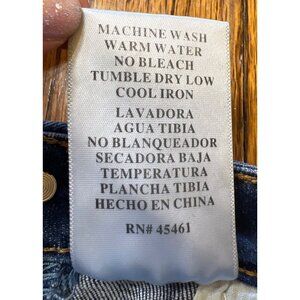 MACHINE WASH
WARM WATER
NO BLEACH
TUMBLE DRY LOW
COOL IRON
LAVADORA
AGUA TIBIA
NO BLANQUEADOR
SECADORA BAJA
TEMPERATURA
PLANCHA TIBIA
HECHO EN CHINA
RN# 45461